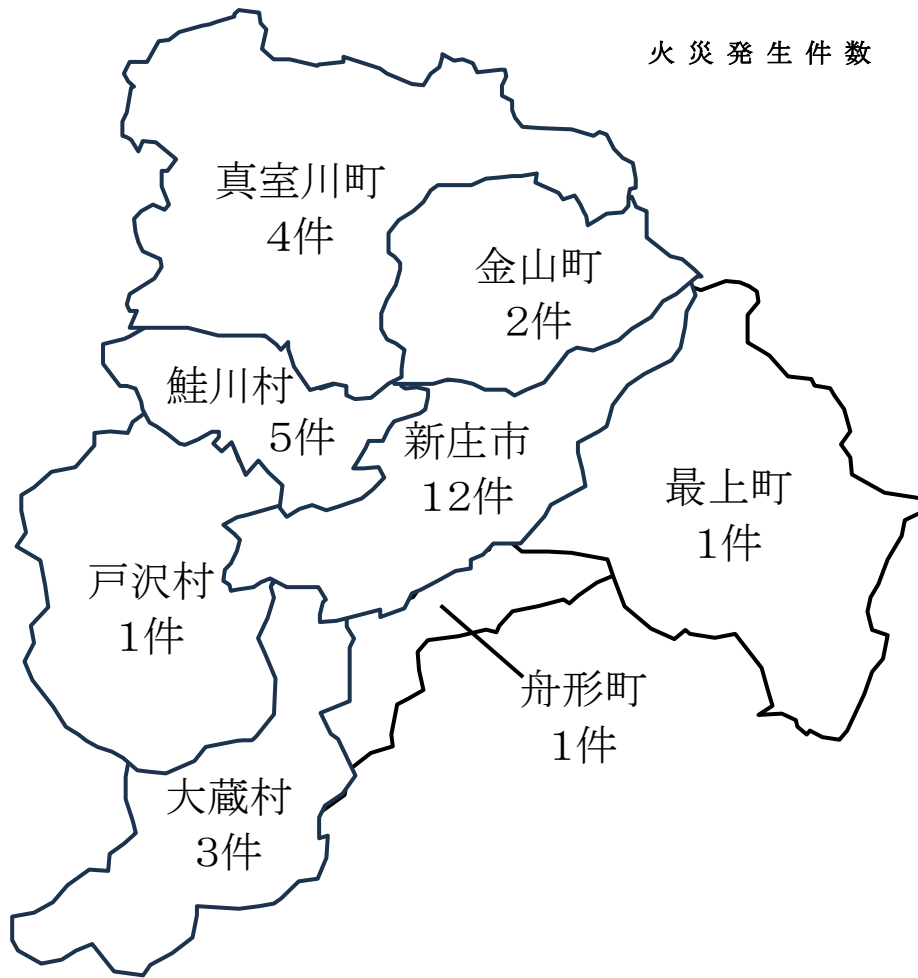 火災発生件数
真室川町
4件
金山町
2件
鮭川村
5件
新庄市
12件
最上町
1件
戸沢村
1件
舟形町
1件
大蔵村
3件